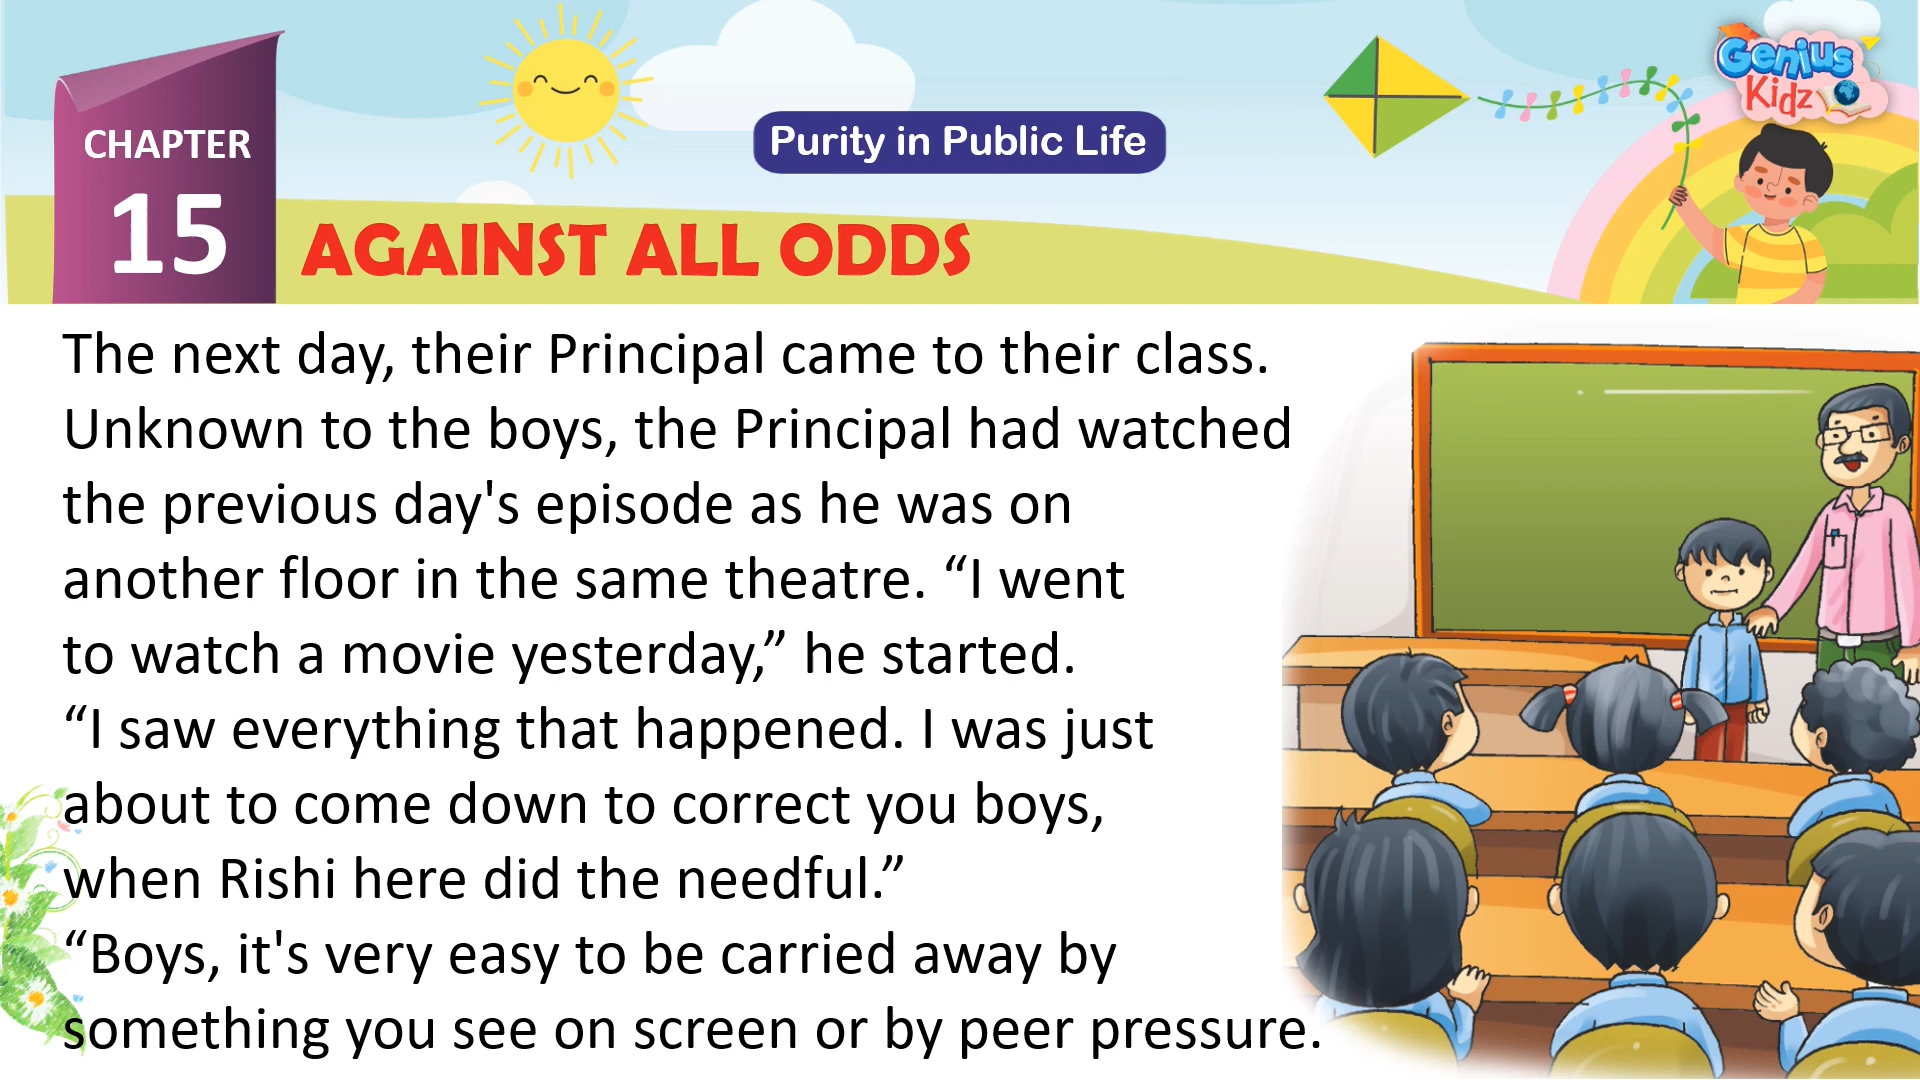 Genius
Kidz
CHAPTER
15
Purity in Public Life
AGAINST ALL ODDS
The next day, their Principal came to their class.
Unknown to the boys, the Principal had watched
the previous day's episode as he was on
another floor in the same theatre. “I went
to watch a movie yesterday,” he started.
“I saw everything that happened. I was just
about to come down to correct you boys,
when Rishi here did the needful.”
“Boys, it's very easy to be carried away by
something you see on screen or by peer pressure.